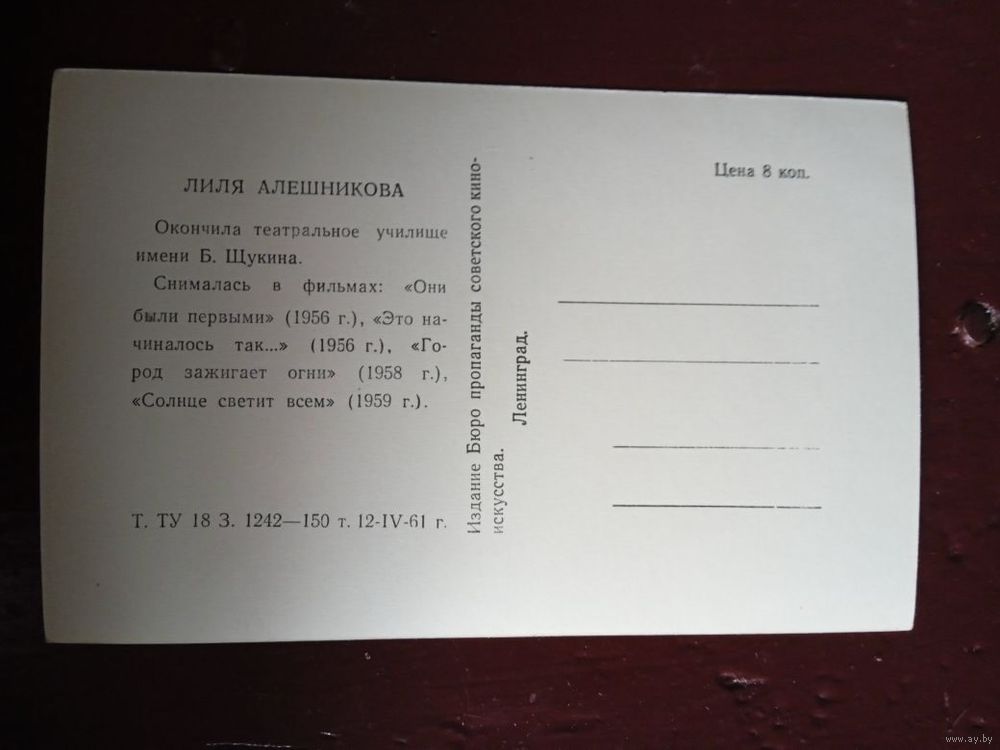 ЛИЛЯ АЛЕШНИКОВА
Окончила театральное училище
имени Б. Щукина.
Снималась в фильмах: «Они
были первыми» (1956 г.), «Это на-
чиналось так...» (1956 г.), «Го-
род зажигает огни» (1958 г.),
«Солнце светит всем» (1959 г.).
Т. ТУ 18 З. 1242—150 т. 12-IV-61 г.
Издание Бюро пропаганды советского кино-
искусства.
Ленинград.
Цена 8 коп.
www.ay.by